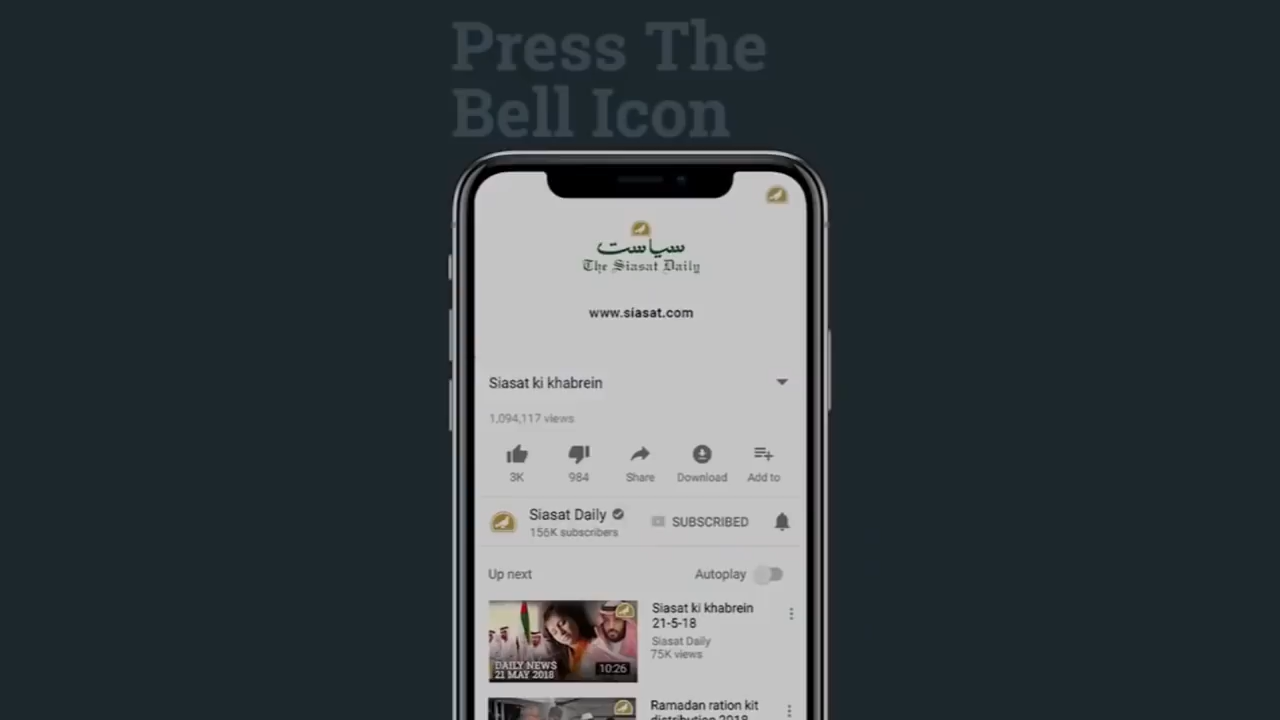 Press The
Bell Icon
سیاست
The Siasat Daily
www.siasat.com
Siasat ki khabrein
1,094,117 views
3K
984
Share
Download
Add to
Siasat Daily
156K subscribers
SUBSCRIBED
Up next
Autoplay
Siasat ki khabrein
21-5-18
Siasat Daily
75K views
DAILY NEWS
21 MAY 2018
10:26
Ramadan ration kit
distribution 2018